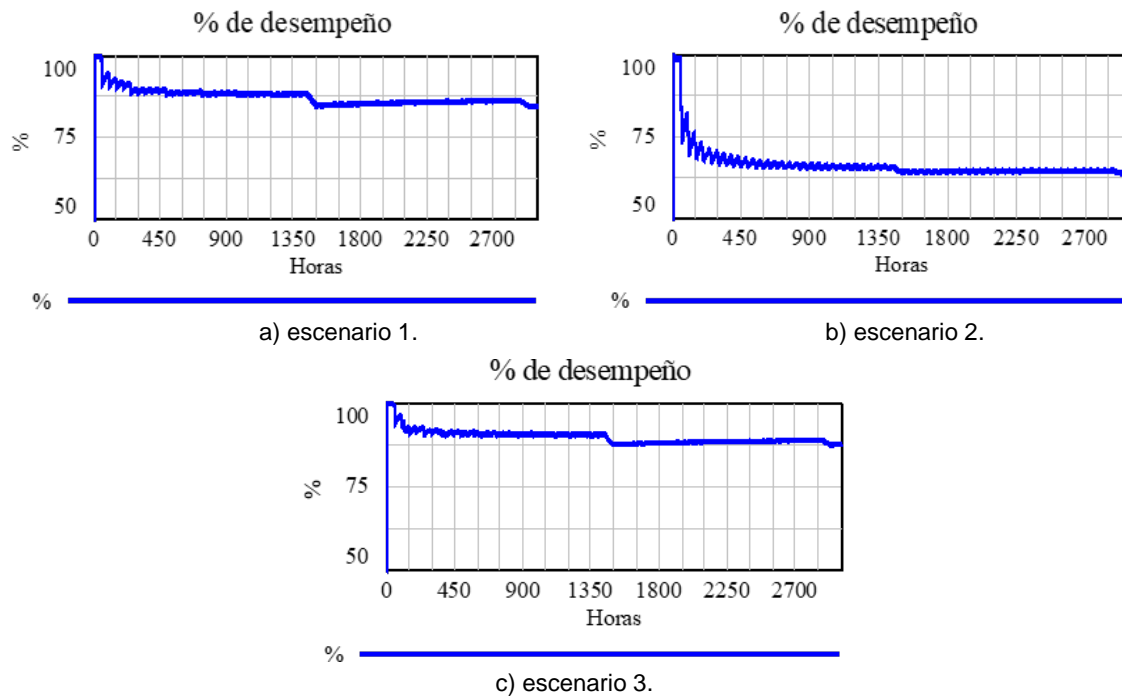 % de desempeño
100
75
50
%
0 450 900 1350 1800 2250 2700
Horas
%
a) escenario 1.
% de desempeño
100
75
50
%
0 450 900 1350 1800 2250 2700
Horas
%
b) escenario 2.
% de desempeño
100
75
50
%
0 450 900 1350 1800 2250 2700
Horas
%
c) escenario 3.